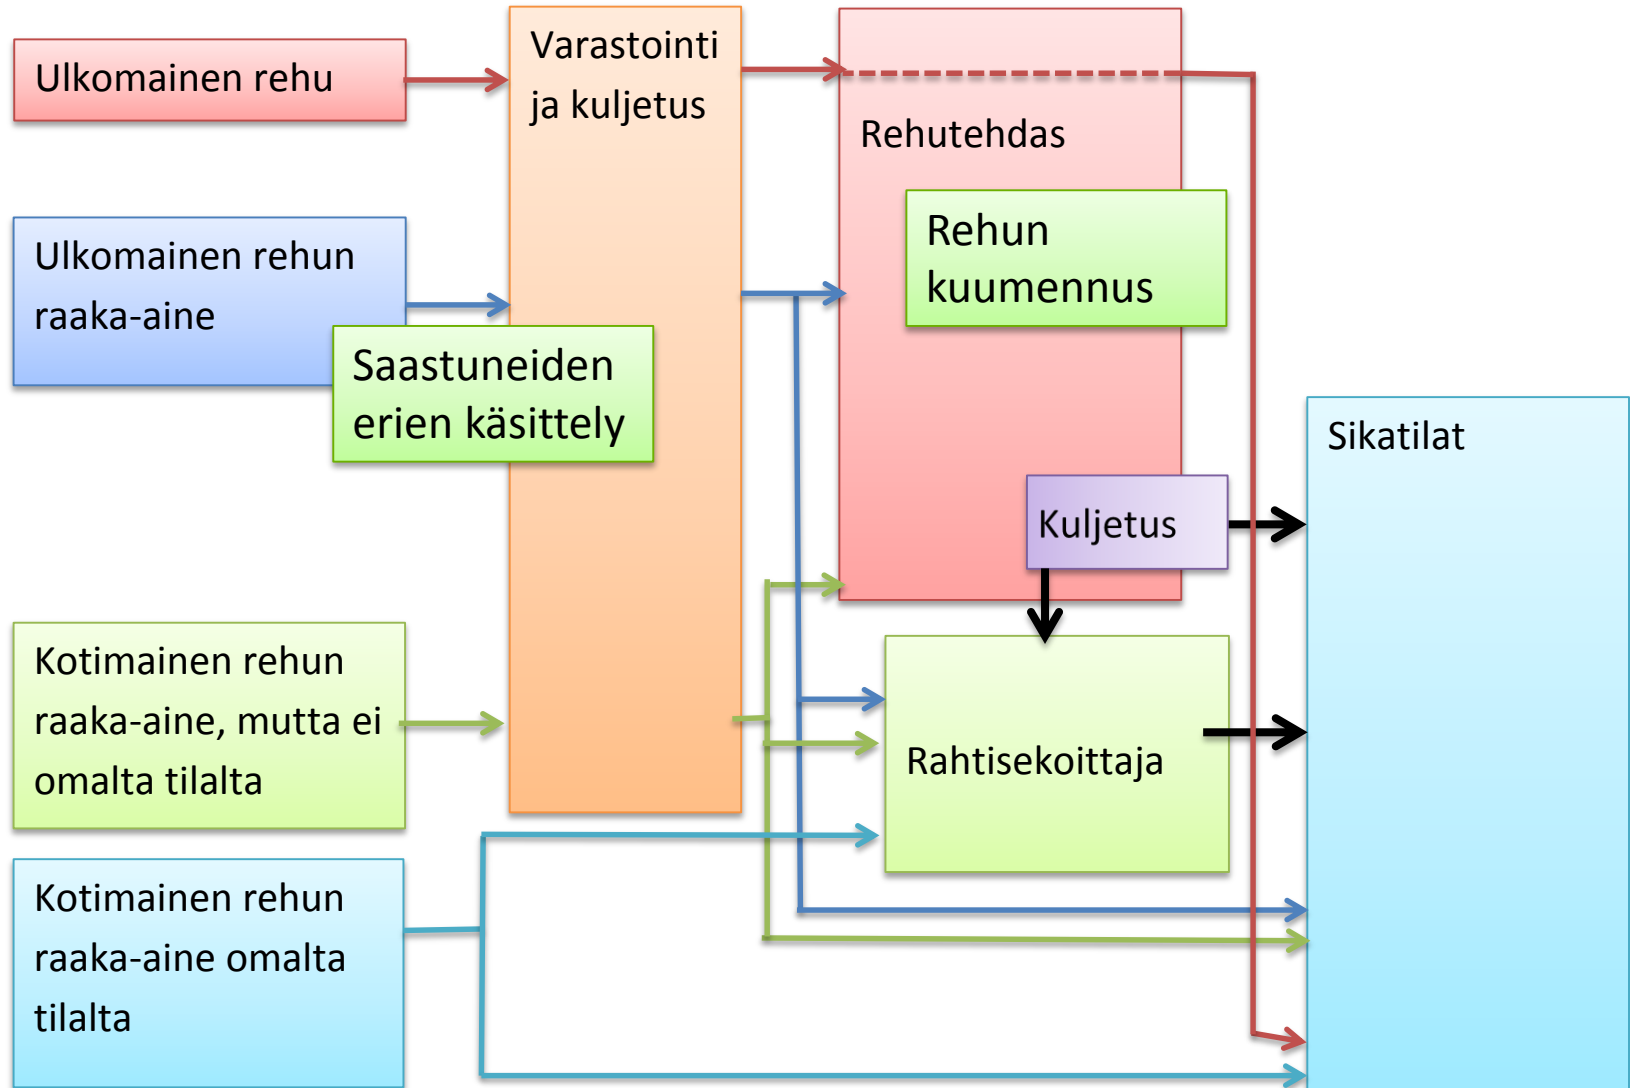 Ulkomainen rehu
Varastointi
ja kuljetus
Rehutehdas
Rehun
kuumennus
Ulkomainen rehun
raaka-aine
Saastuneiden
erien käsittely
Sikatilat
Kuljetus
Kotimainen rehun
raaka-aine, mutta ei
omalta tilalta
Rahtisekoittaja
Kotimainen rehun
raaka-aine omalta
tilalta